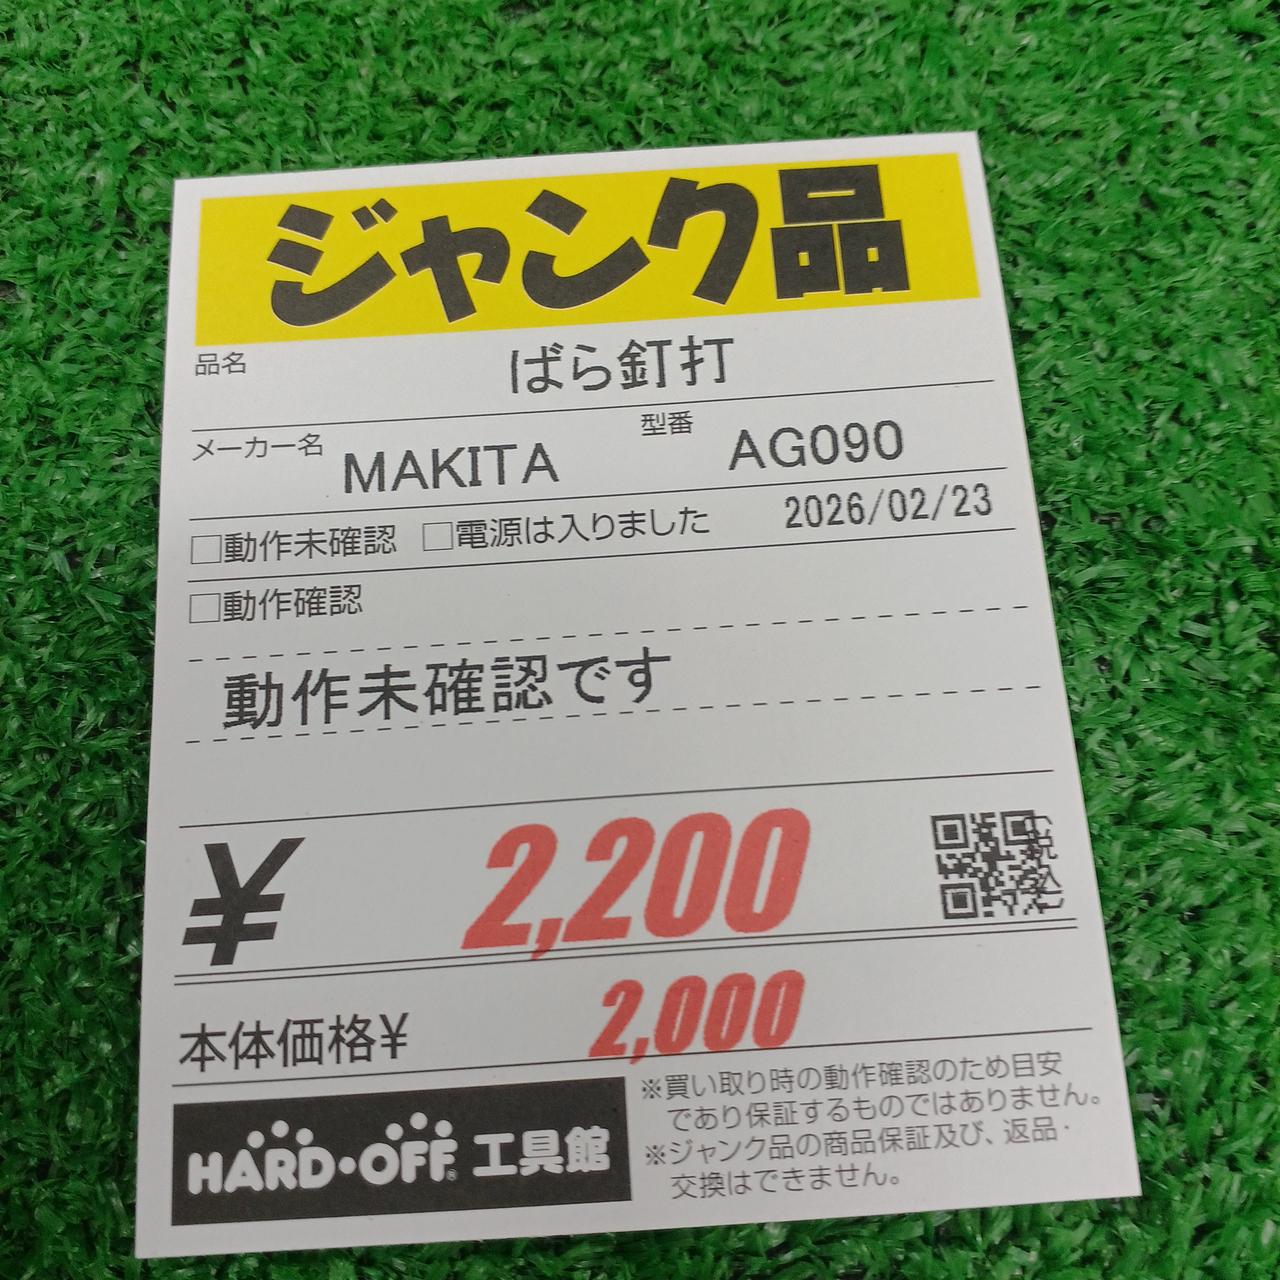 ジャンク品
品名 ばら釘打
メーカー名 MAKITA 型番 AG090
□動作未確認 □電源は入りました 2026/02/23
□動作確認
動作未確認です
¥ 2,200 (税込)
本体価格¥ 2,000
HARD・OFF® 工具館
※買い取り時の動作確認のため目安
であり保証するものではありません。
※ジャンク品の商品保証及び、返品・
交換はできません。